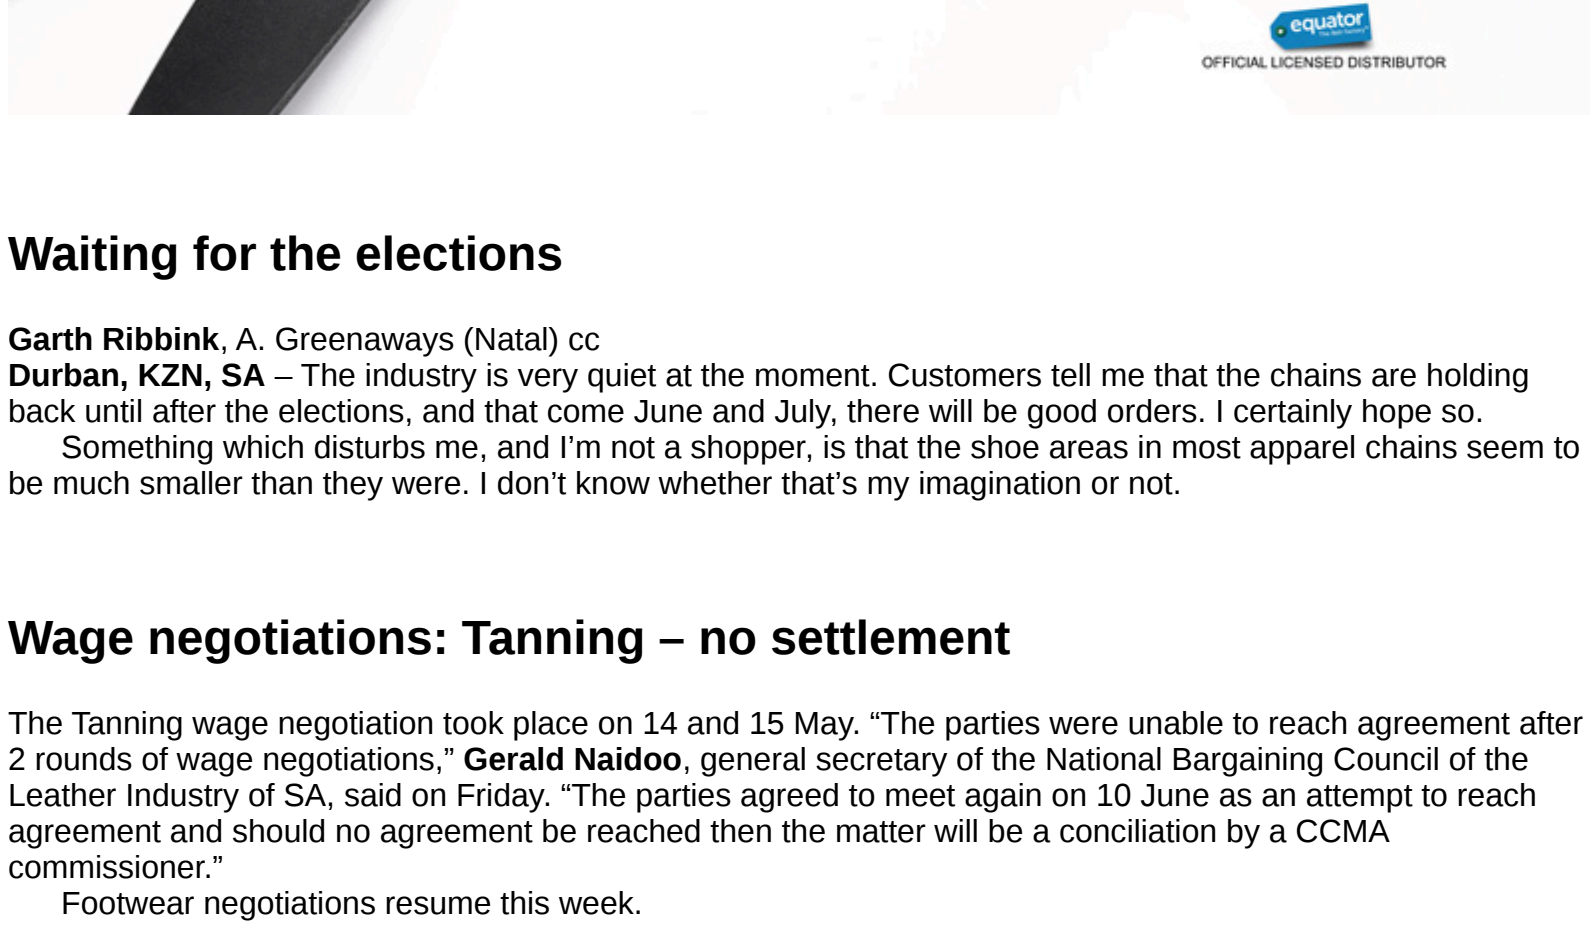 equator
OFFICIAL LICENSED DISTRIBUTOR
Waiting for the elections
Garth Ribbink, A. Greenaways (Natal) cc
Durban, KZN, SA – The industry is very quiet at the moment. Customers tell me that the chains are holding
back until after the elections, and that come June and July, there will be good orders. I certainly hope so.
Something which disturbs me, and I’m not a shopper, is that the shoe areas in most apparel chains seem to
be much smaller than they were. I don’t know whether that’s my imagination or not.
Wage negotiations: Tanning – no settlement
The Tanning wage negotiation took place on 14 and 15 May. “The parties were unable to reach agreement after
2 rounds of wage negotiations,” Gerald Naidoo, general secretary of the National Bargaining Council of the
Leather Industry of SA, said on Friday. “The parties agreed to meet again on 10 June as an attempt to reach
agreement and should no agreement be reached then the matter will be a conciliation by a CCMA
commissioner.”
Footwear negotiations resume this week.